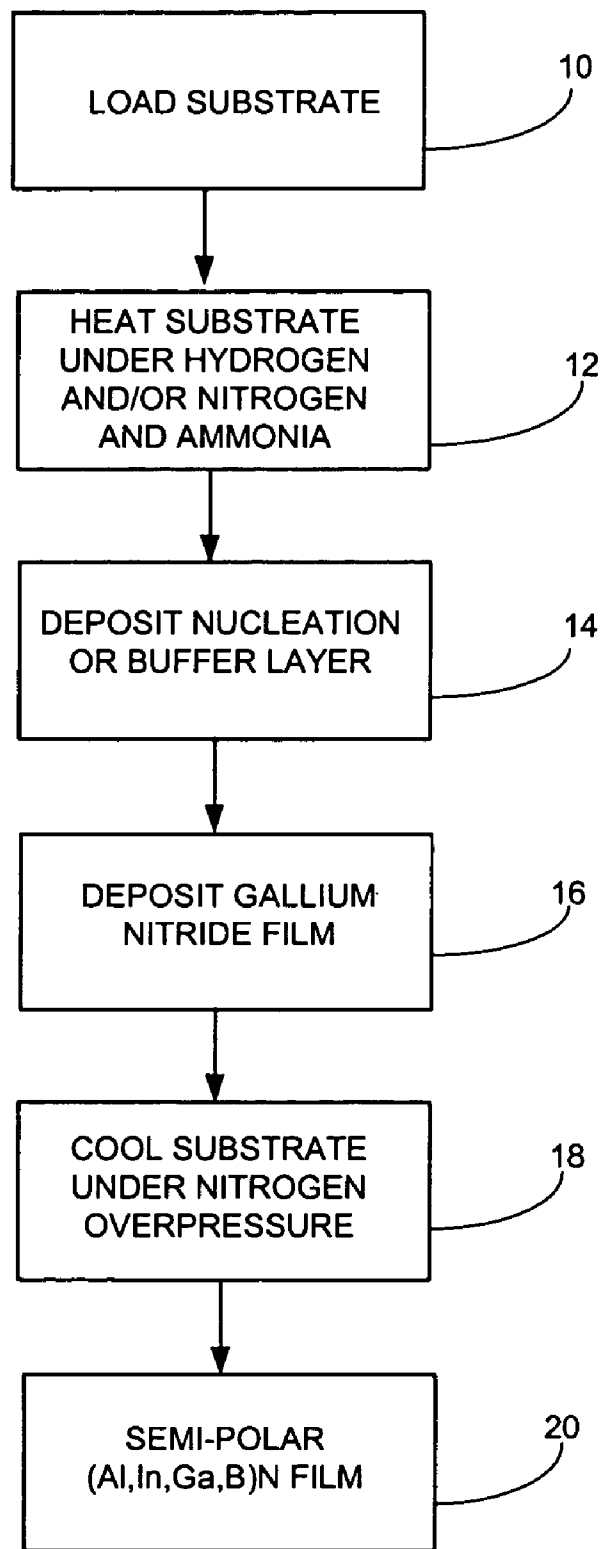 LOAD SUBSTRATE
10
HEAT SUBSTRATE
UNDER HYDROGEN
AND/OR NITROGEN
AND AMMONIA
12
DEPOSIT NUCLEATION
OR BUFFER LAYER
14
DEPOSIT GALLIUM
NITRIDE FILM
16
COOL SUBSTRATE
UNDER NITROGEN
OVERPRESSURE
18
SEMI-POLAR
(Al,In,Ga,B)N FILM
20